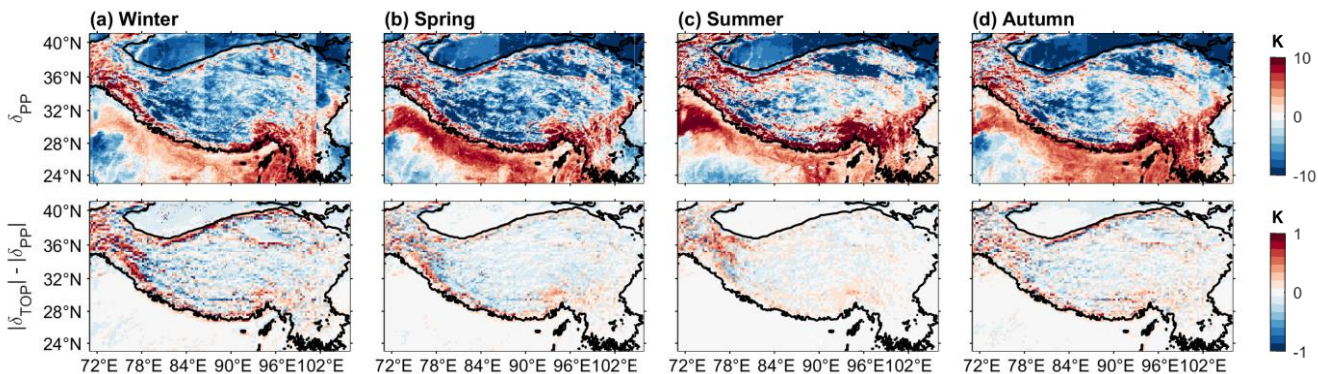 (a) Winter (b) Spring (c) Summer (d) Autumn
K
40°N
36°N
32°N
28°N
24°N
δPP
10
0
-10
K
40°N
36°N
32°N
28°N
24°N
|δTOP| - |δPP|
1
0
-1
72°E 78°E 84°E 90°E 96°E 102°E 72°E 78°E 84°E 90°E 96°E 102°E 72°E 78°E 84°E 90°E 96°E 102°E 72°E 78°E 84°E 90°E 96°E 102°E